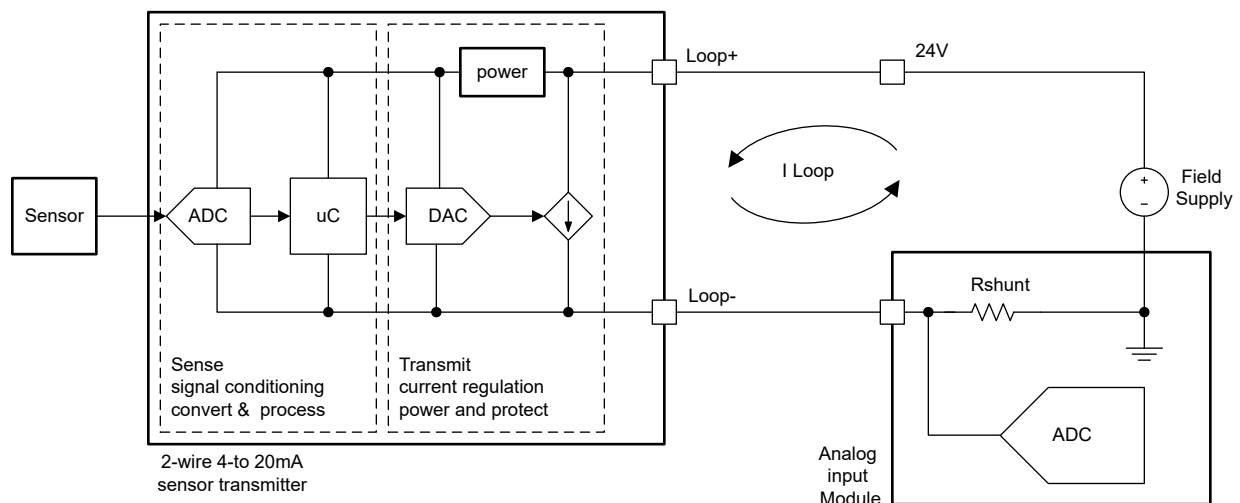 Loop+
24V
power
I Loop
+
–
Field
Supply
Sensor
ADC
uC
DAC
Loop-
Rshunt
Sense
signal conditioning
convert & process
Transmit
current regulation
power and protect
ADC
2-wire 4-to 20mA
sensor transmitter
Analog
input
Module